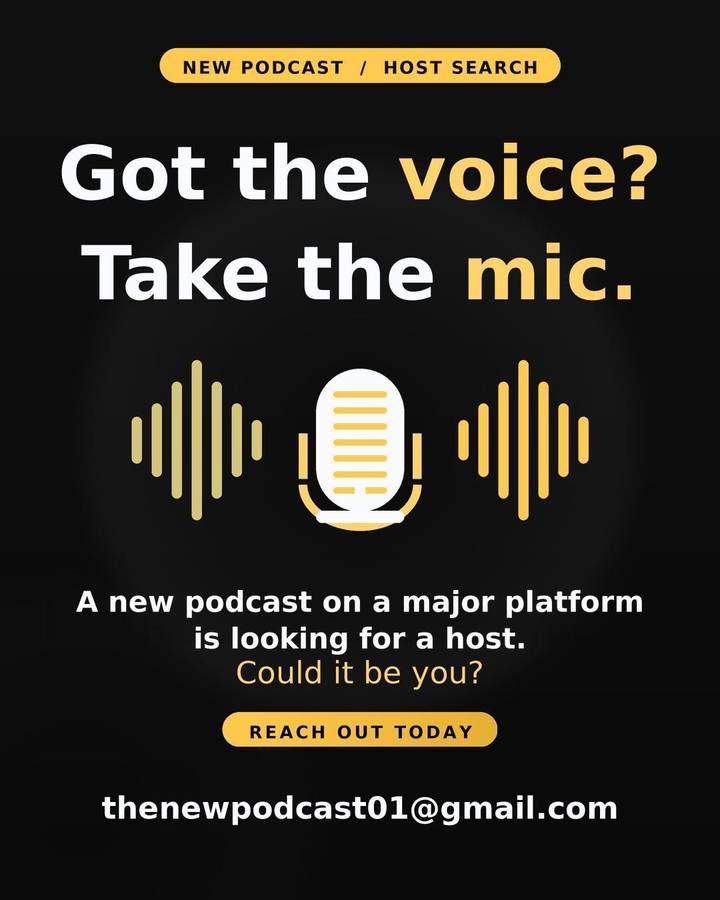 NEW PODCAST / HOST SEARCH
Got the voice?
Take the mic.
A new podcast on a major platform
is looking for a host.
Could it be you?
REACH OUT TODAY
thenewpodcast01@gmail.com